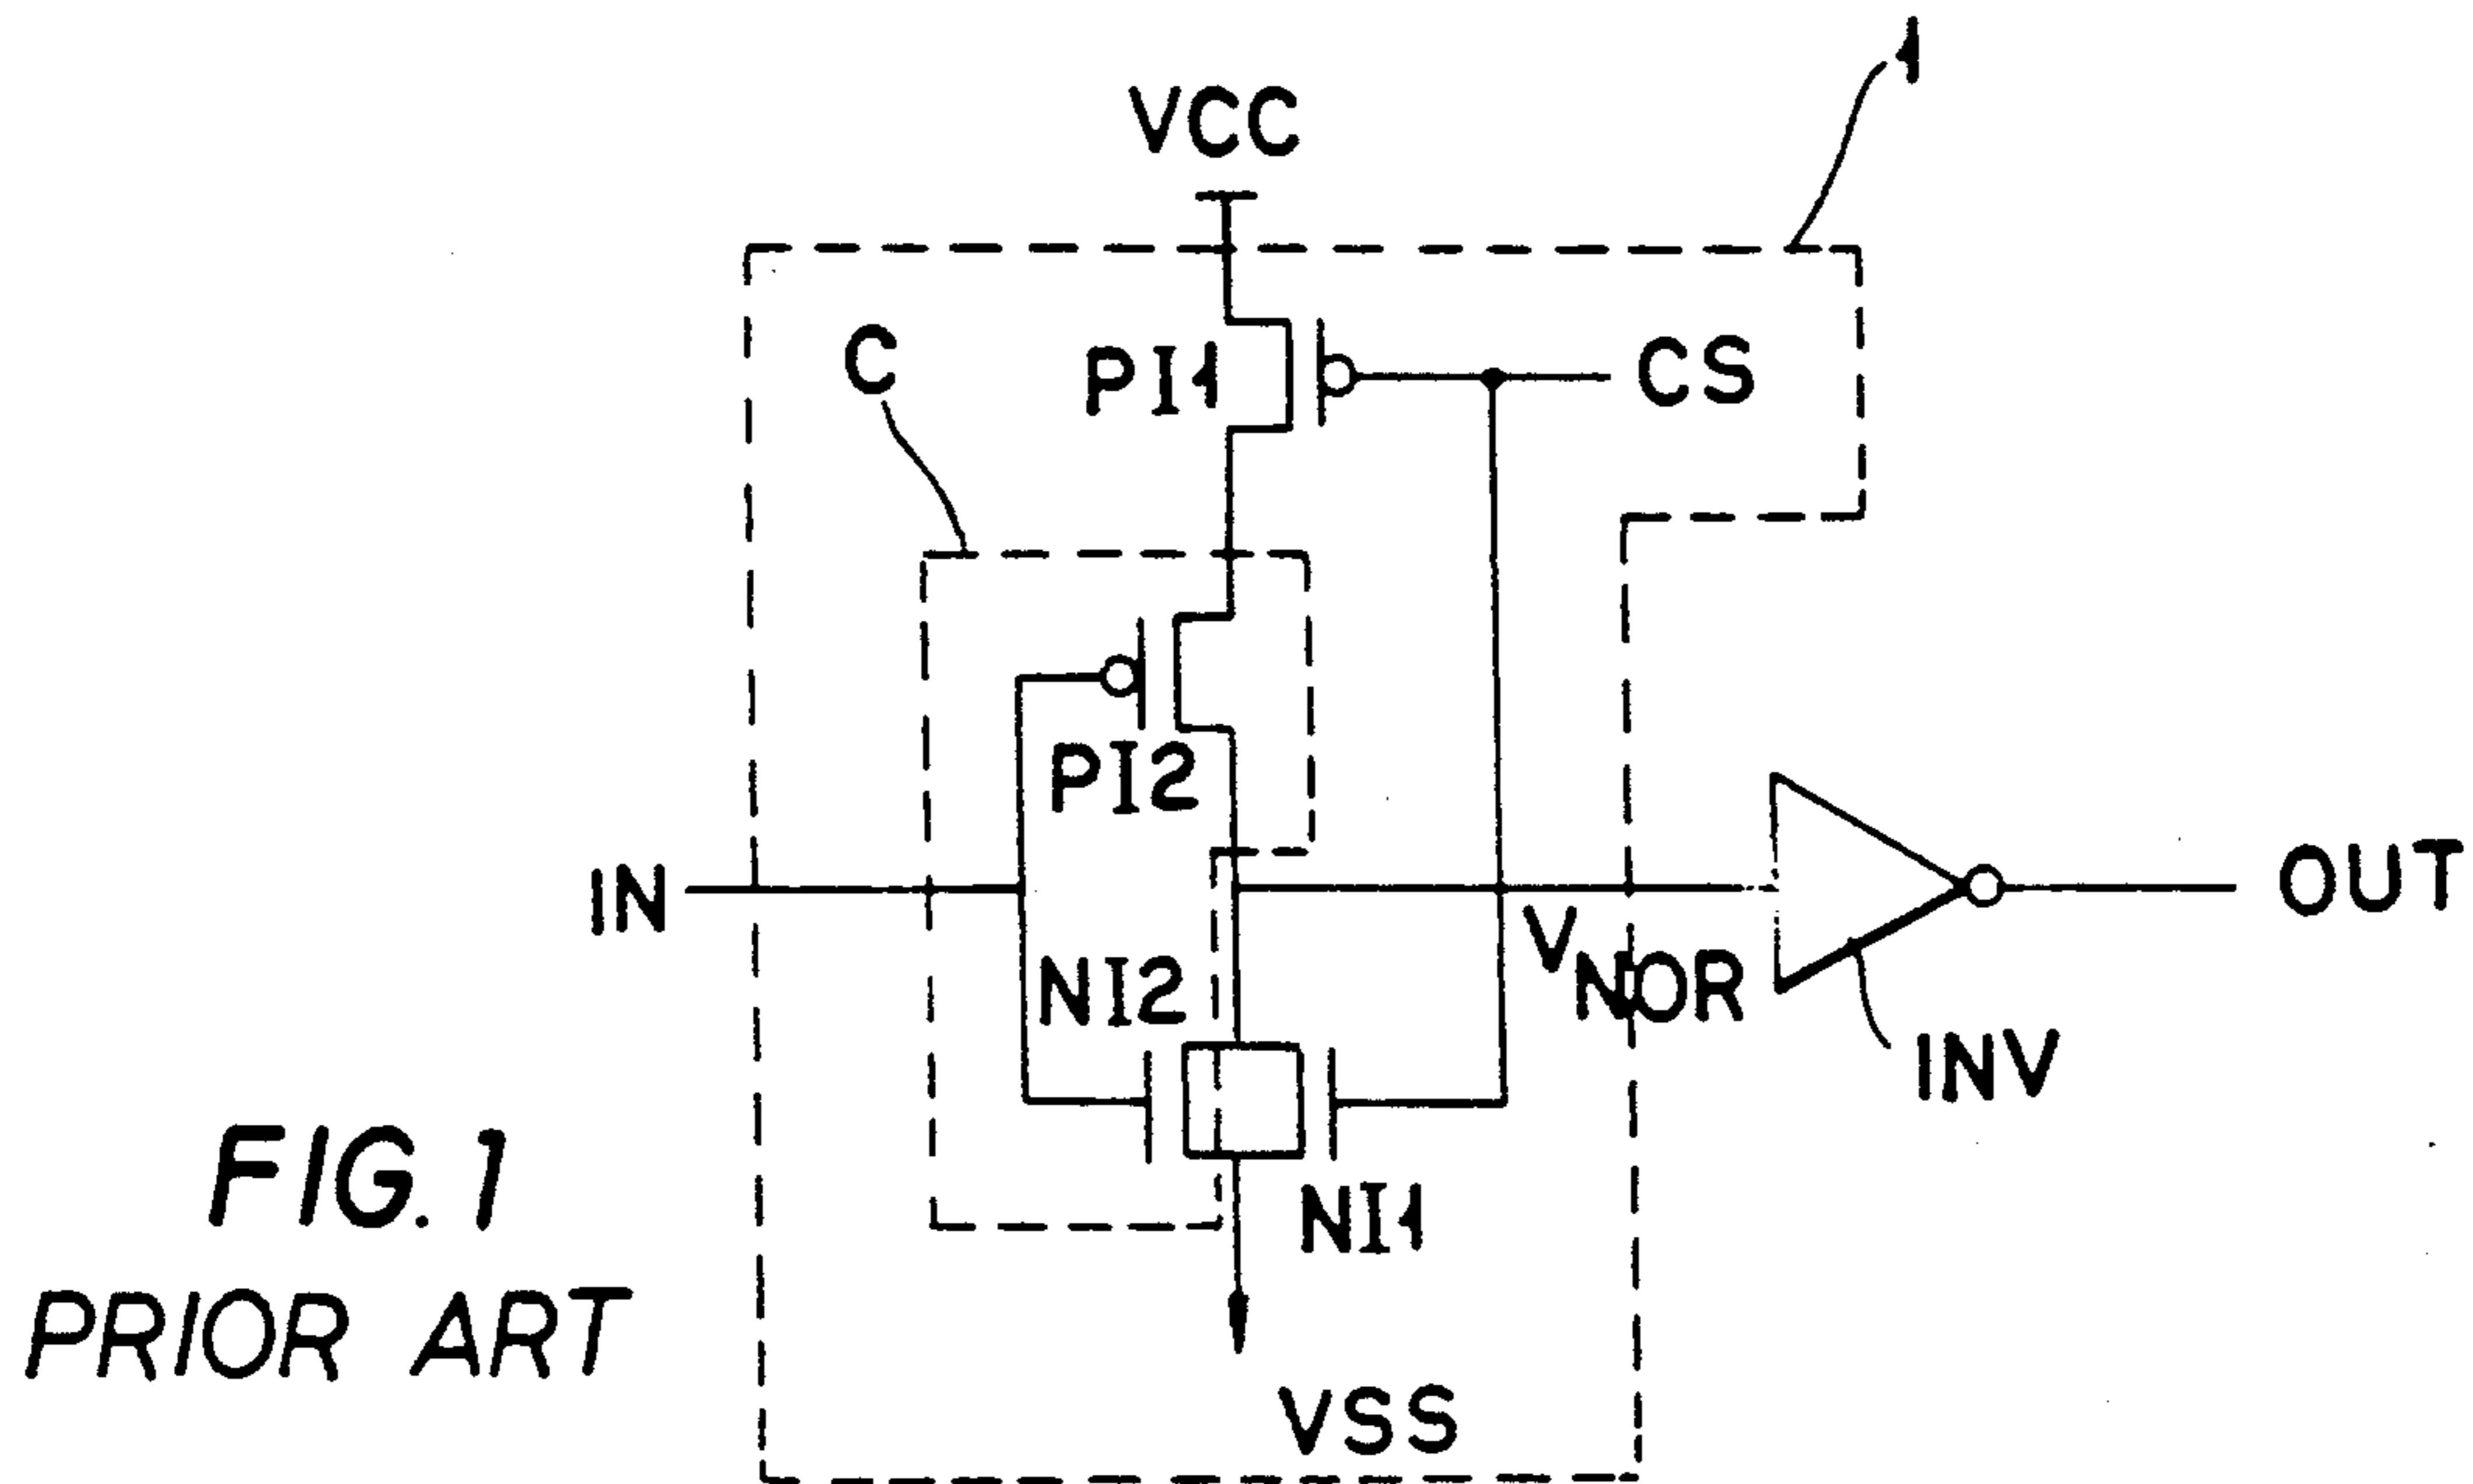 1
VCC
C
PI1
CS
PI2
IN
OUT
NI2
VNOR
INV
NI1
VSS
FIG. 1
PRIOR ART